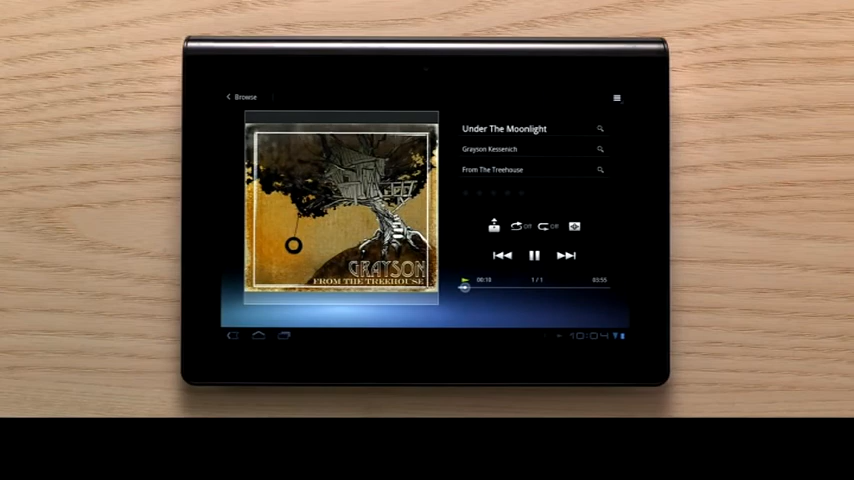 Browse
Under The Moonlight
Grayson Kessenich
From The Treehouse
Off
Off
GRAYSON
FROM THE TREEHOUSE
00:10
1 / 1
03:55
10:04